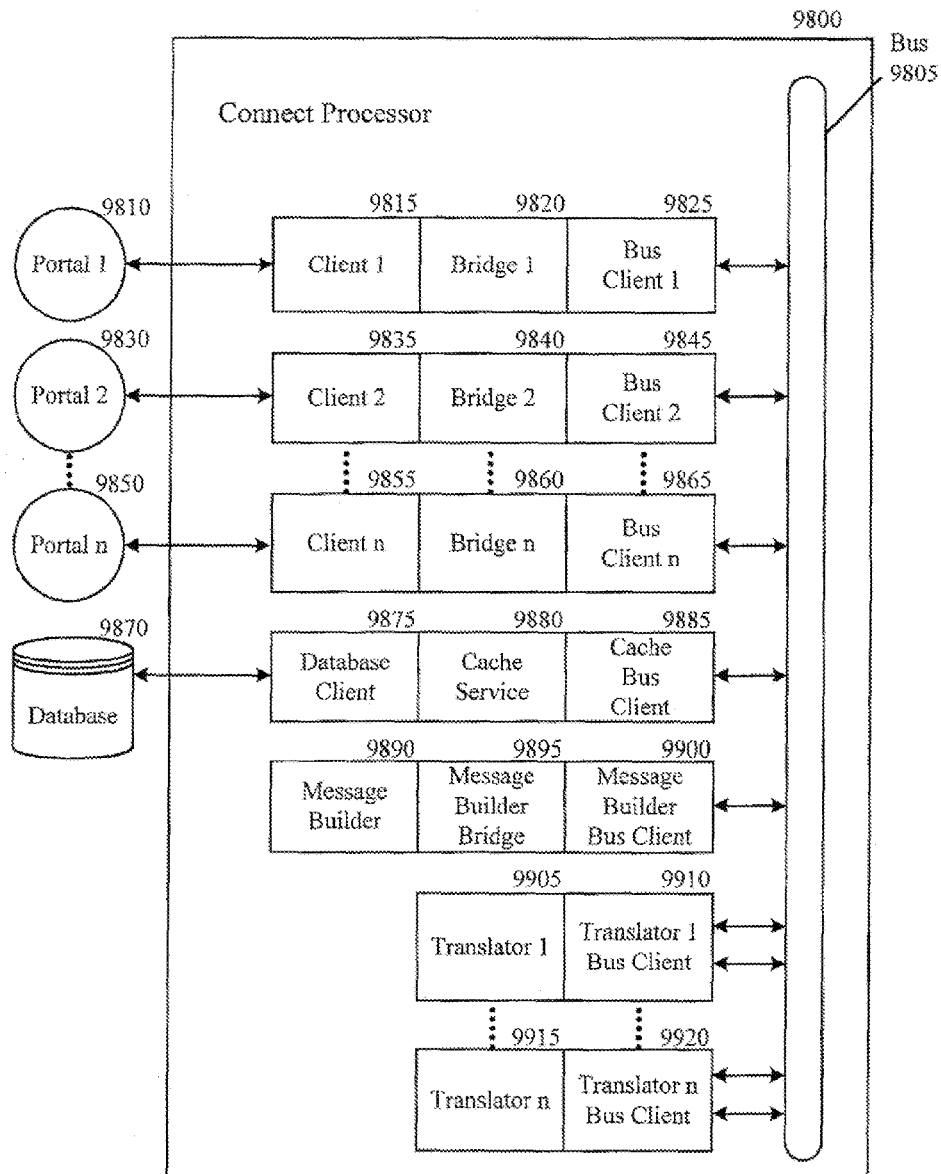 9800
Bus
9805
Connect Processor
9810
9815
9820
9825
Portal 1
Client 1
Bridge 1
Bus
Client 1
9830
9835
9840
9845
Portal 2
Client 2
Bridge 2
Bus
Client 2
9850
9855
9860
9865
Portal n
Client n
Bridge n
Bus
Client n
9870
9875
9880
9885
Database
Database
Client
Cache
Service
Cache
Bus
Client
9890
9895
9900
Message
Builder
Message
Builder
Bridge
Message
Builder
Bus Client
9905
9910
Translator 1
Translator 1
Bus Client
9915
9920
Translator n
Translator n
Bus Client